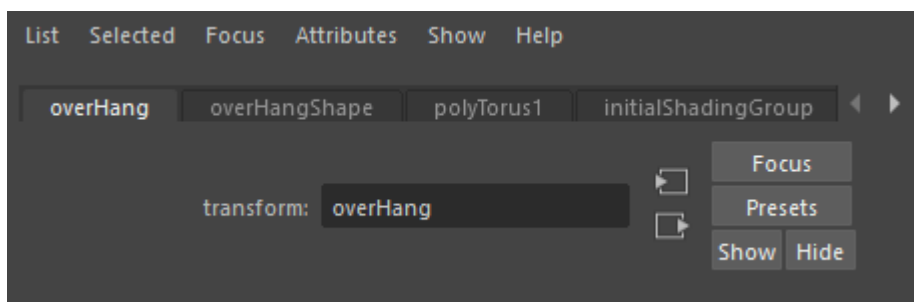 List Selected Focus Attributes Show Help
overHang overHangShape polyTorus1 initialShadingGroup
Focus
transform: overHang
Presets
Show Hide